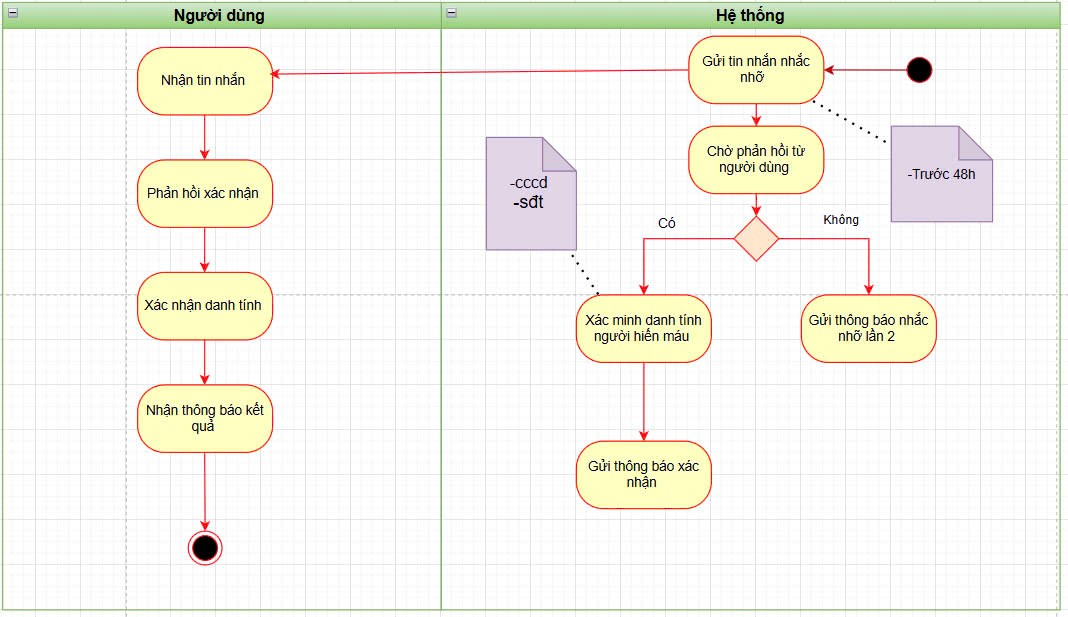 Người dùng
Hệ thống
Nhận tin nhắn
Gửi tin nhắn nhắc
nhỡ
Phản hồi xác nhận
Chờ phản hồi từ
người dùng
-cccd
-sđt
-Trước 48h
Có
Không
Xác nhận danh tính
Xác minh danh tính
người hiến máu
Gửi thông báo nhắc
nhỡ lần 2
Nhận thông báo kết
quả
Gửi thông báo xác
nhận